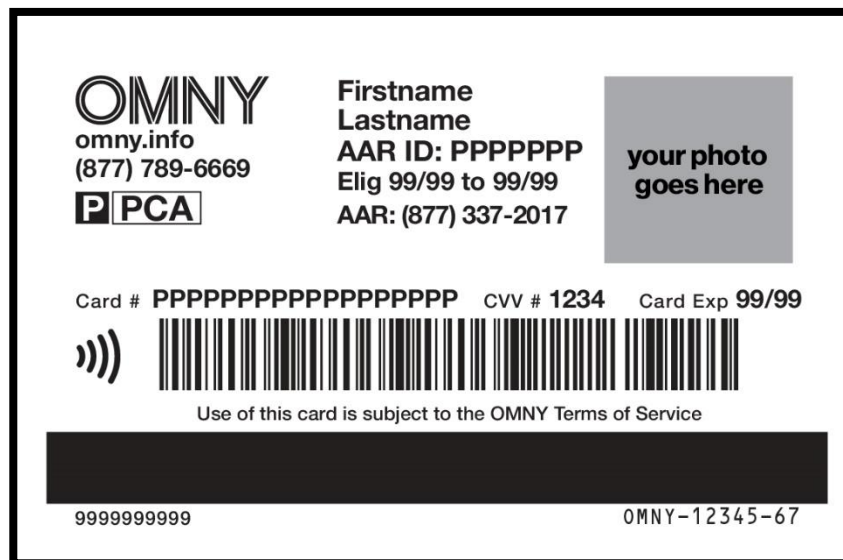 OMNY
omny.info
(877) 789-6669
P PCA
Firstname
Lastname
AAR ID: PPPPPPP
Elig 99/99 to 99/99
AAR: (877) 337-2017
your photo
goes here
Card # PPPPPPPPPPPPPPPPPP CVV # 1234 Card Exp 99/99
Use of this card is subject to the OMNY Terms of Service
9999999999 OMNY-12345-67